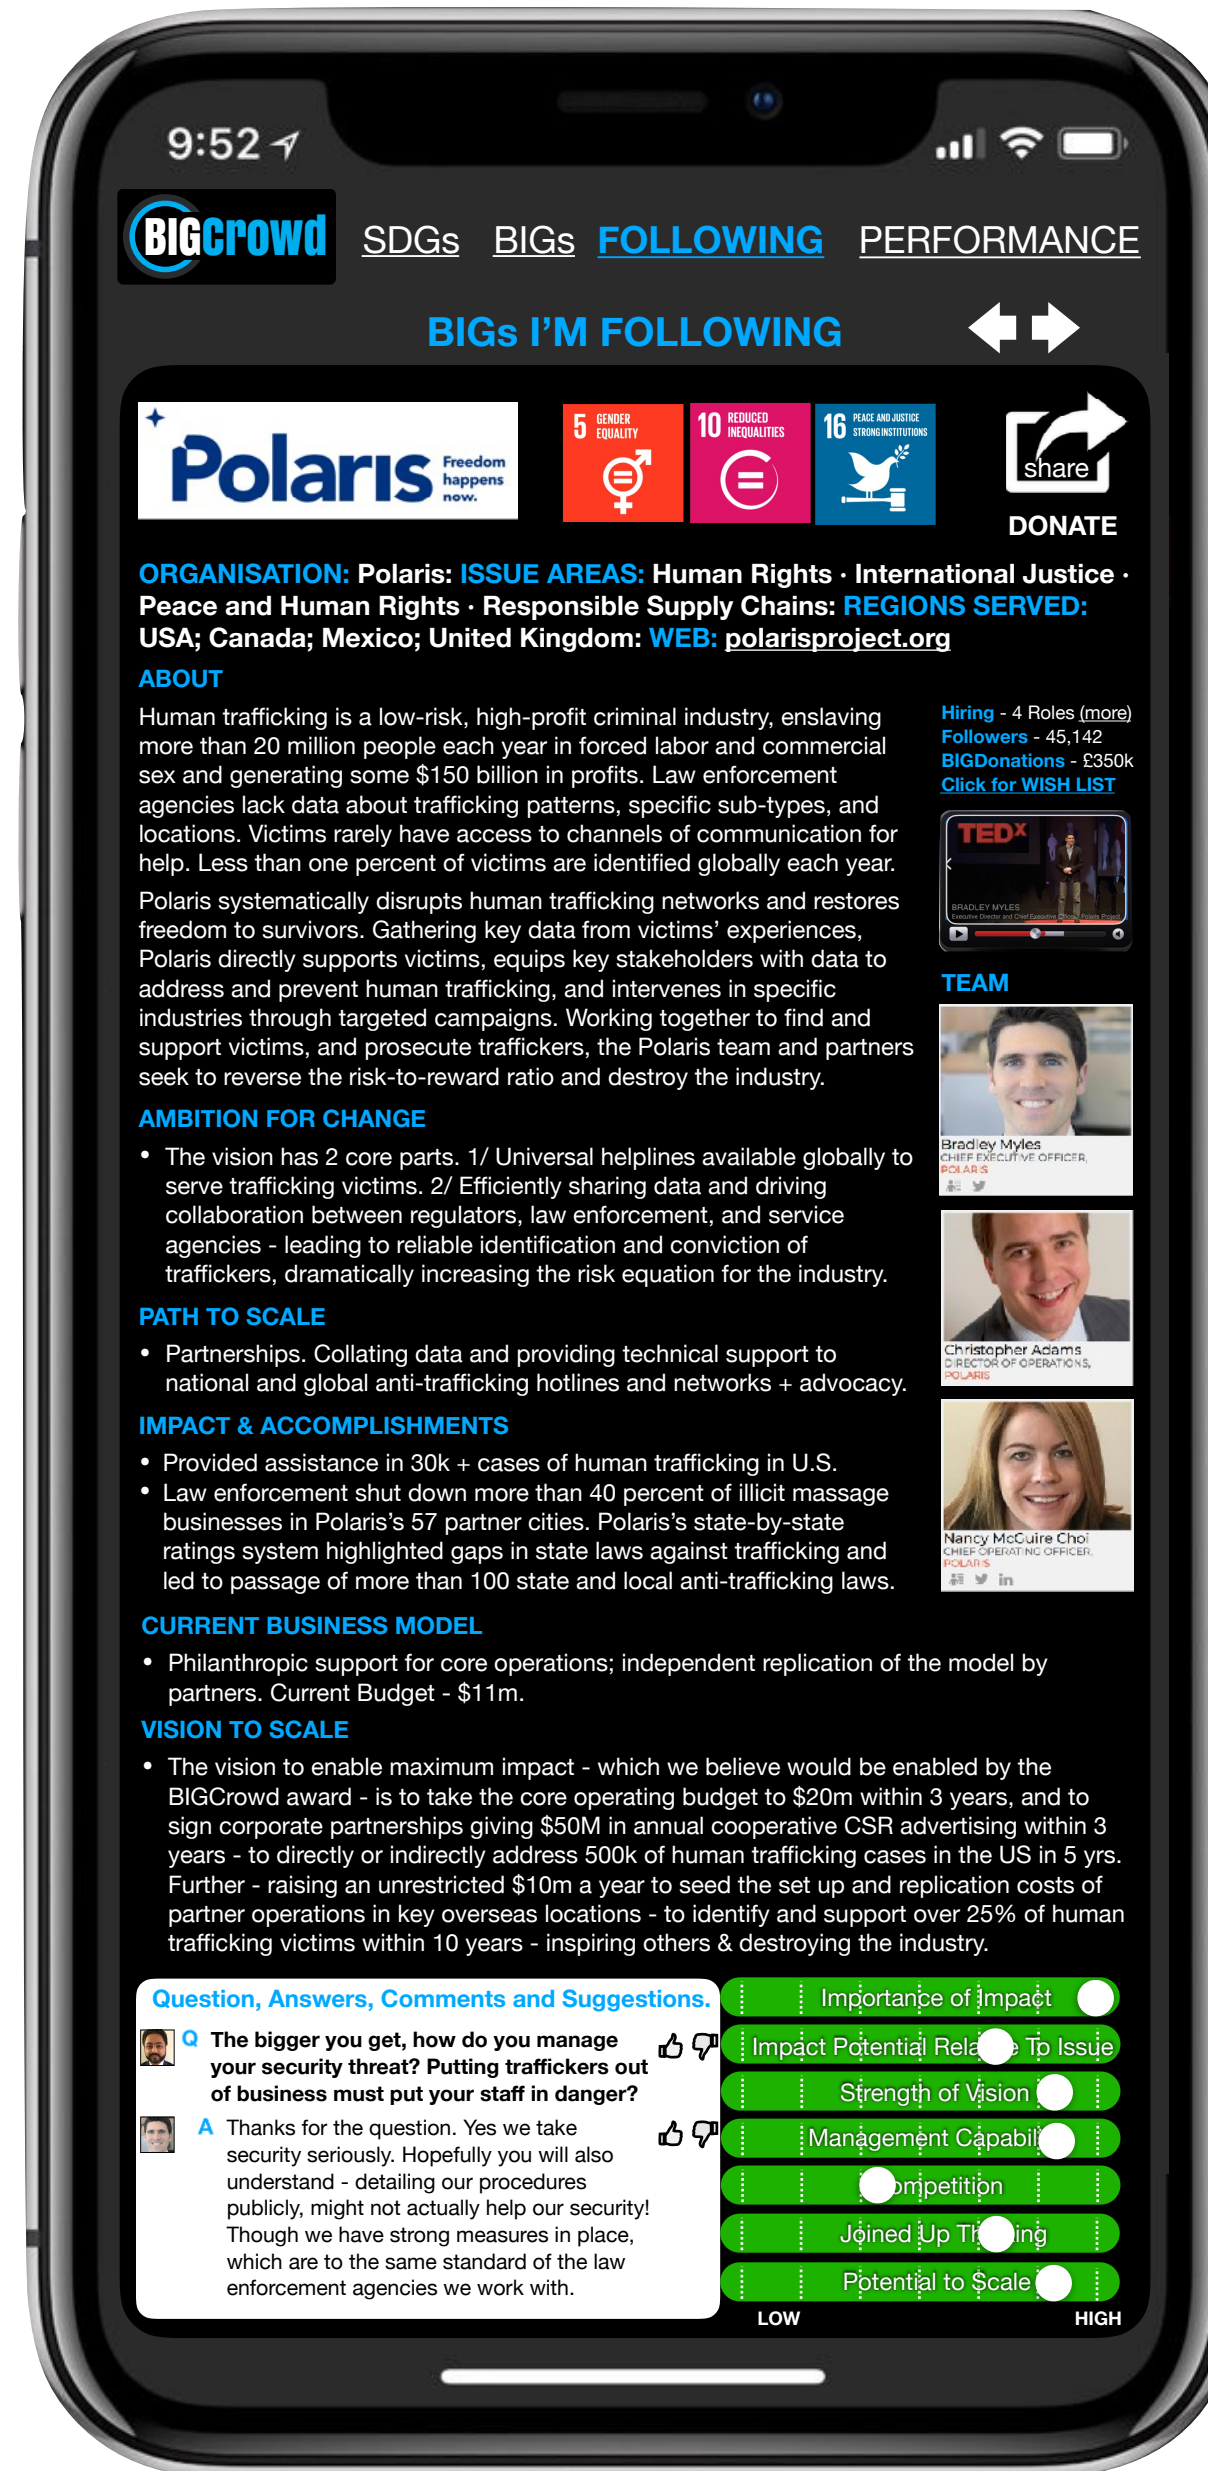 9:52
BIGCrowd SDGs BIGs FOLLOWING PERFORMANCE
BIGs I'M FOLLOWING
Polaris Freedom happens now.
5 GENDER EQUALITY
10 REDUCED INEQUALITIES
16 PEACE AND JUSTICE STRONG INSTITUTIONS
share
DONATE
ORGANISATION: Polaris: ISSUE AREAS: Human Rights · International Justice ·
Peace and Human Rights · Responsible Supply Chains: REGIONS SERVED:
USA; Canada; Mexico; United Kingdom: WEB: polarisproject.org
ABOUT
Human trafficking is a low-risk, high-profit criminal industry, enslaving
more than 20 million people each year in forced labor and commercial
sex and generating some $150 billion in profits. Law enforcement
agencies lack data about trafficking patterns, specific sub-types, and
locations. Victims rarely have access to channels of communication for
help. Less than one percent of victims are identified globally each year.
Polaris systematically disrupts human trafficking networks and restores
freedom to survivors. Gathering key data from victims' experiences,
Polaris directly supports victims, equips key stakeholders with data to
address and prevent human trafficking, and intervenes in specific
industries through targeted campaigns. Working together to find and
support victims, and prosecute traffickers, the Polaris team and partners
seek to reverse the risk-to-reward ratio and destroy the industry.
Hiring - 4 Roles (more)
Followers - 45,142
BIGDonations - £350k
Click for WISH LIST
TEDx
BRADLEY MYLES
Executive Director and Chief Executive Officer, Polaris Project
TEAM
Bradley Myles
CHIEF EXECUTIVE OFFICER,
POLARIS
Christopher Adams
DIRECTOR OF OPERATIONS,
POLARIS
Nancy McGuire Choi
CHIEF OPERATING OFFICER,
POLARIS
in
AMBITION FOR CHANGE
• The vision has 2 core parts. 1/ Universal helplines available globally to
serve trafficking victims. 2/ Efficiently sharing data and driving
collaboration between regulators, law enforcement, and service
agencies - leading to reliable identification and conviction of
traffickers, dramatically increasing the risk equation for the industry.
PATH TO SCALE
• Partnerships. Collating data and providing technical support to
national and global anti-trafficking hotlines and networks + advocacy.
IMPACT & ACCOMPLISHMENTS
• Provided assistance in 30k + cases of human trafficking in U.S.
• Law enforcement shut down more than 40 percent of illicit massage
businesses in Polaris's 57 partner cities. Polaris's state-by-state
ratings system highlighted gaps in state laws against trafficking and
led to passage of more than 100 state and local anti-trafficking laws.
CURRENT BUSINESS MODEL
• Philanthropic support for core operations; independent replication of the model by
partners. Current Budget - $11m.
VISION TO SCALE
• The vision to enable maximum impact - which we believe would be enabled by the
BIGCrowd award - is to take the core operating budget to $20m within 3 years, and to
sign corporate partnerships giving $50M in annual cooperative CSR advertising within 3
years - to directly or indirectly address 500k of human trafficking cases in the US in 5 yrs.
Further - raising an unrestricted $10m a year to seed the set up and replication costs of
partner operations in key overseas locations - to identify and support over 25% of human
trafficking victims within 10 years - inspiring others & destroying the industry.
Question, Answers, Comments and Suggestions.
Q The bigger you get, how do you manage
your security threat? Putting traffickers out
of business must put your staff in danger?
A Thanks for the question. Yes we take
security seriously. Hopefully you will also
understand - detailing our procedures
publicly, might not actually help our security!
Though we have strong measures in place,
which are to the same standard of the law
enforcement agencies we work with.
Importance of Impact
Impact Potential Rela e To Issue
Strength of Vision
Management Capabil
ompetition
Joined Up Th ing
Potential to Scale
LOW HIGH